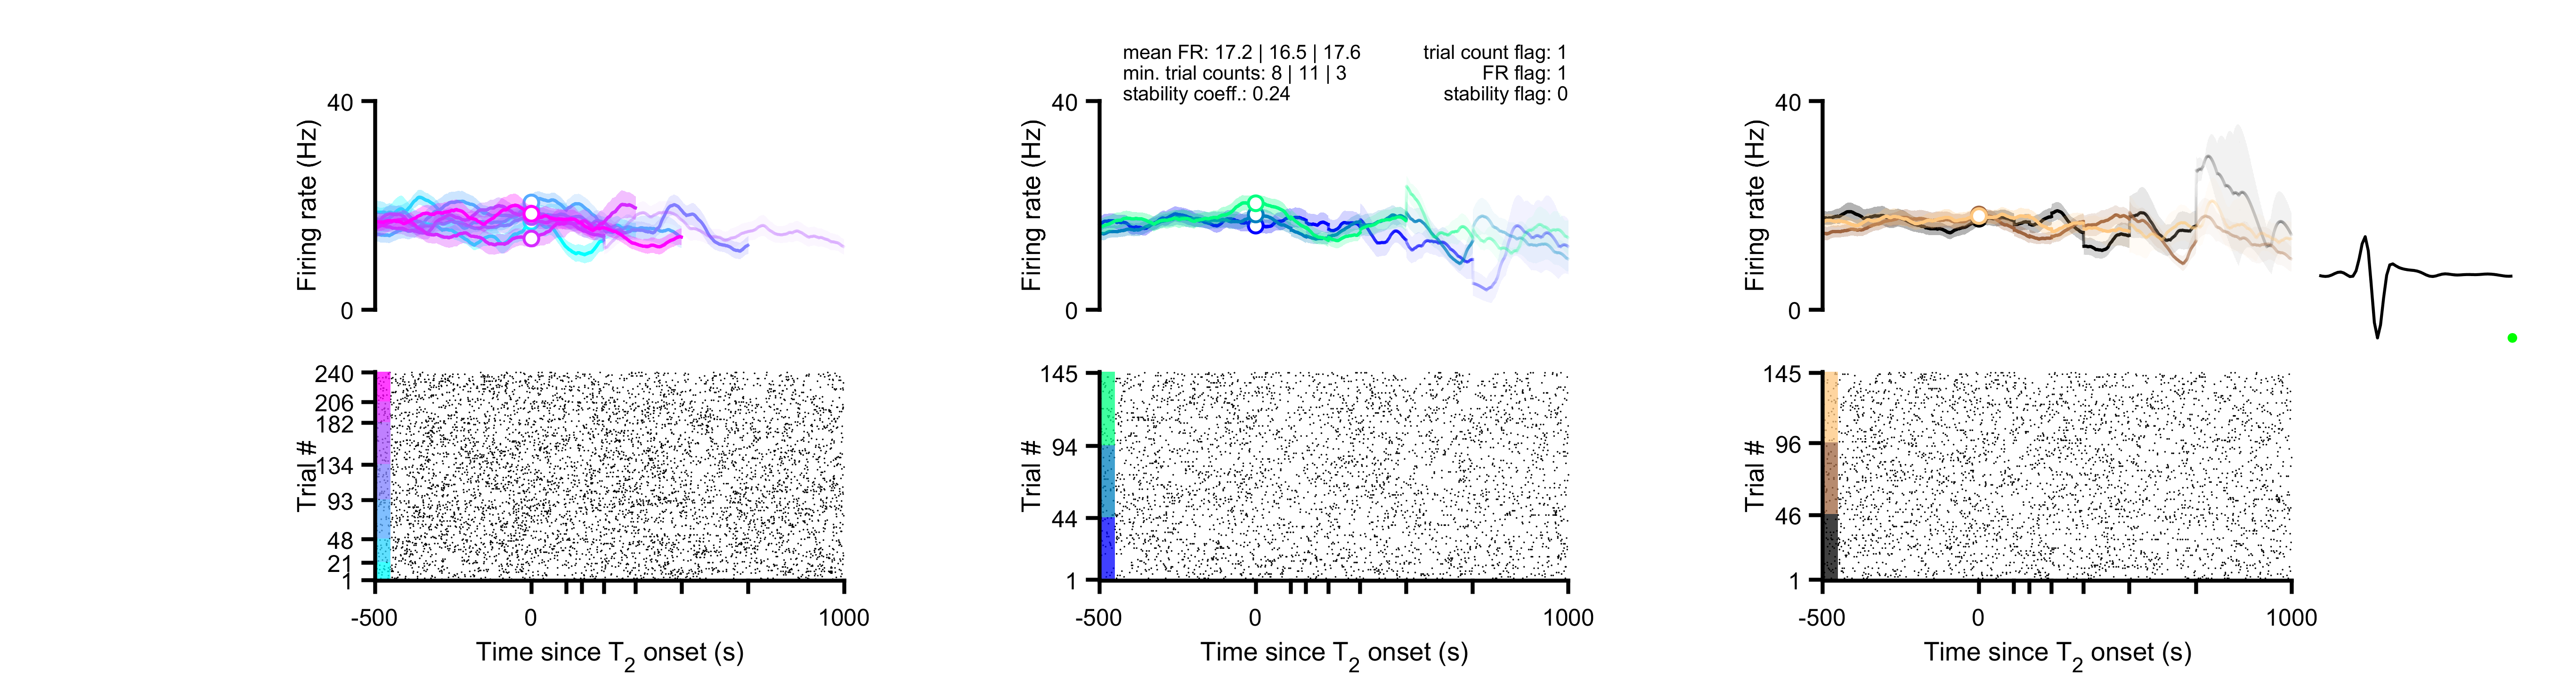 mean FR: 17.2 | 16.5 | 17.6
min. trial counts: 8 | 11 | 3
stability coeff.: 0.24
trial count flag: 1
FR flag: 1
stability flag: 0
40
Firing rate (Hz)
0
40
Firing rate (Hz)
0
40
Firing rate (Hz)
0
240
206
182
134
93
48
21
1
Trial #
-500
0
1000
Time since T2 onset (s)
145
94
44
1
Trial #
-500
0
1000
Time since T2 onset (s)
145
96
46
1
Trial #
-500
0
1000
Time since T2 onset (s)